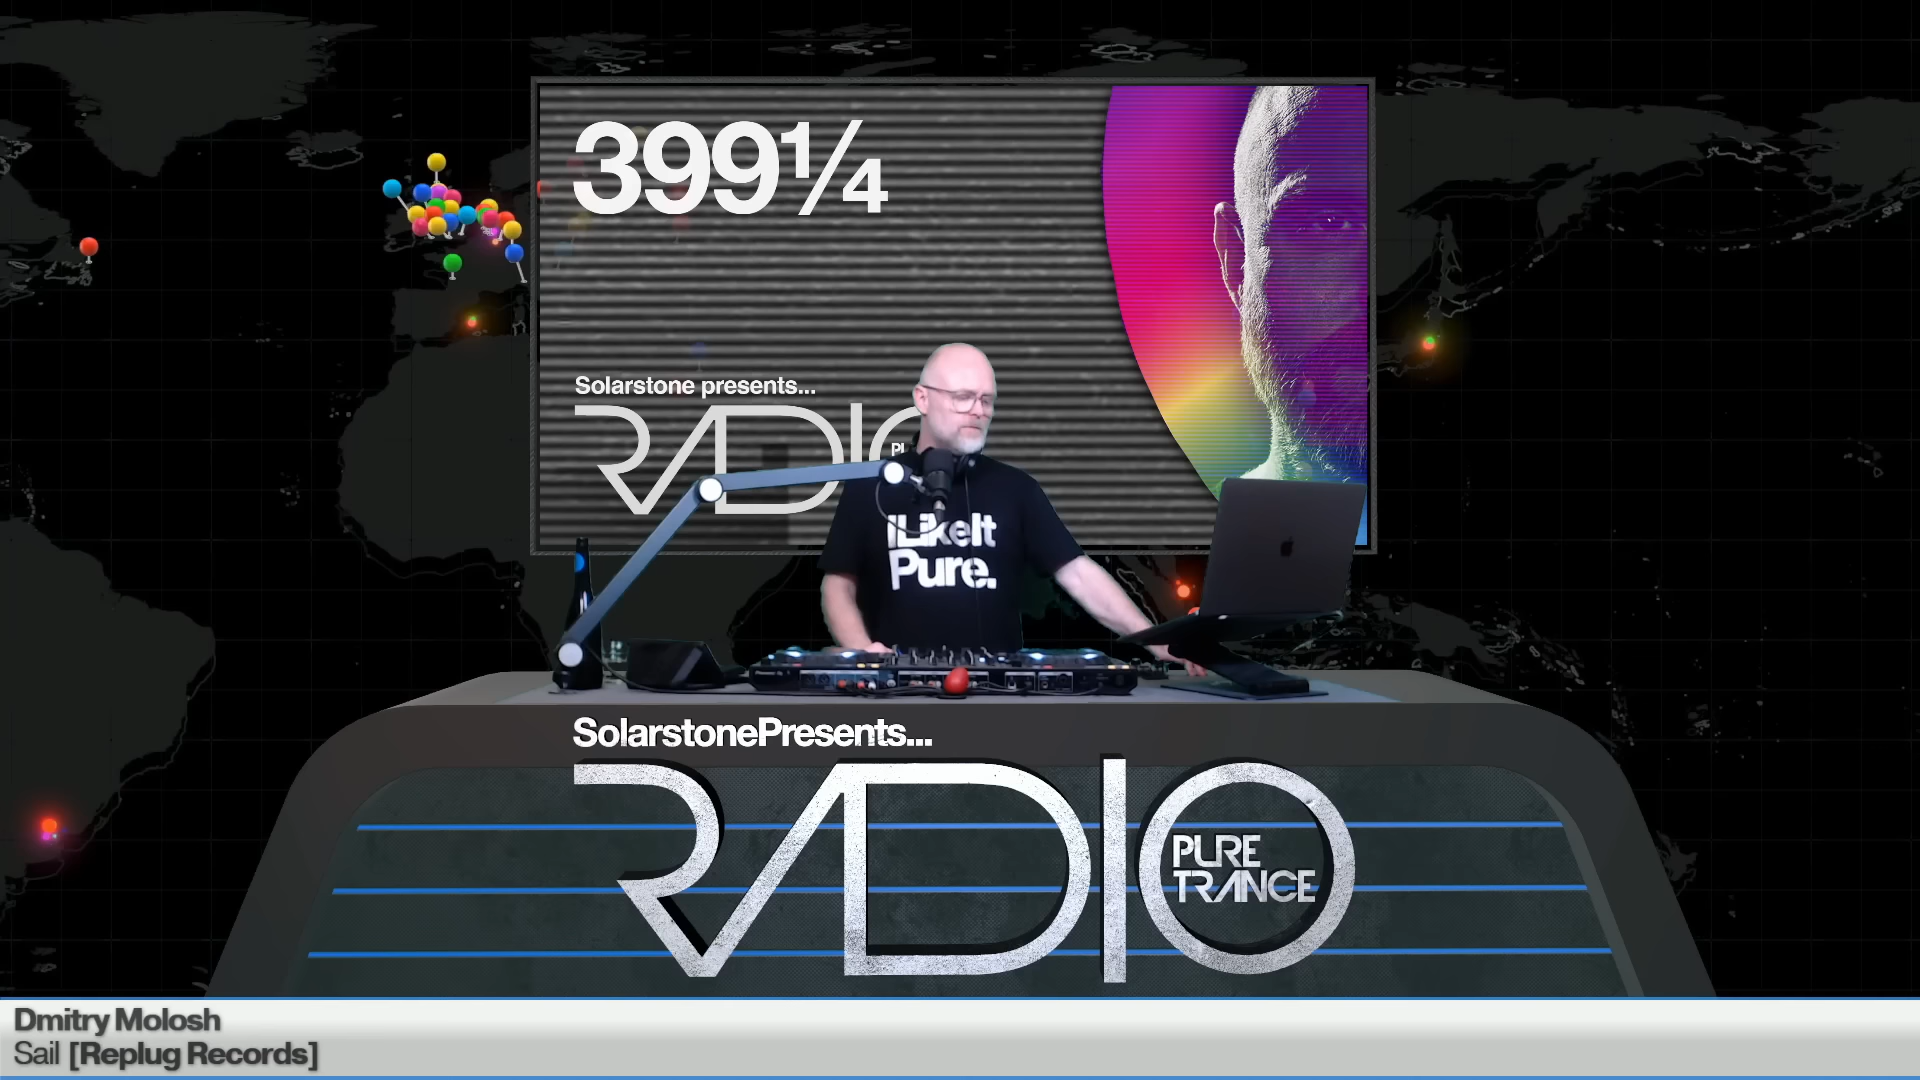 399¼
Solarstone presents...
RADIO
ILikeIt
Pure.
SolarstonePresents...
RADIO
PURE
TRANCE
Dmitry Molosh
Sail [Replug Records]